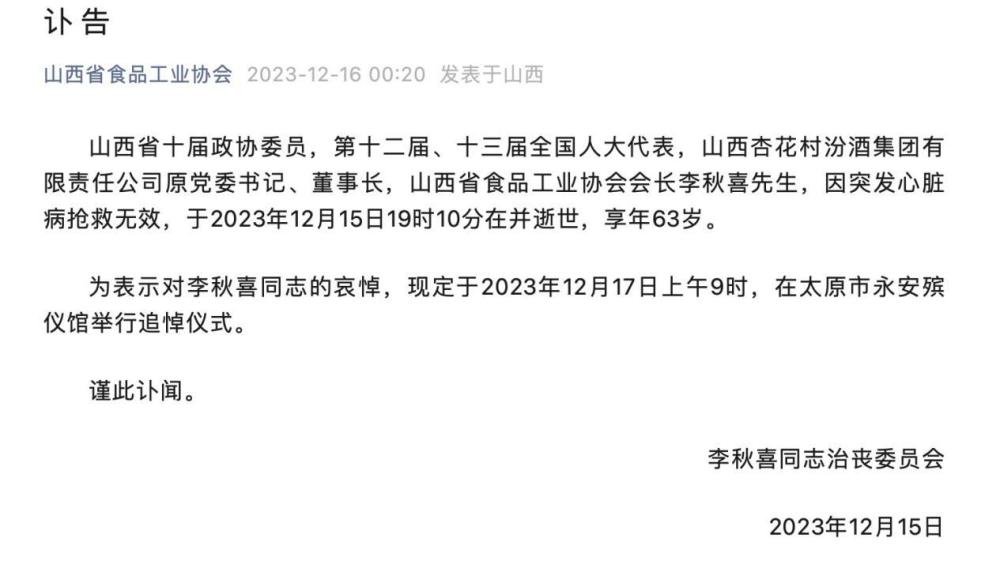 讣 告
山西省食品工业协会 2023-12-16 00:20 发表于山西
山西省十届政协委员，第十二届、十三届全国人大代表，山西杏花村汾酒集团有
限责任公司原党委书记、董事长，山西省食品工业协会会长李秋喜先生，因突发心脏
病抢救无效，于2023年12月15日19时10分在并逝世，享年63岁。
为表示对李秋喜同志的哀悼，现定于2023年12月17日上午9时，在太原市永安殡
仪馆举行追悼仪式。
谨此讣闻。
李秋喜同志治丧委员会
2023年12月15日